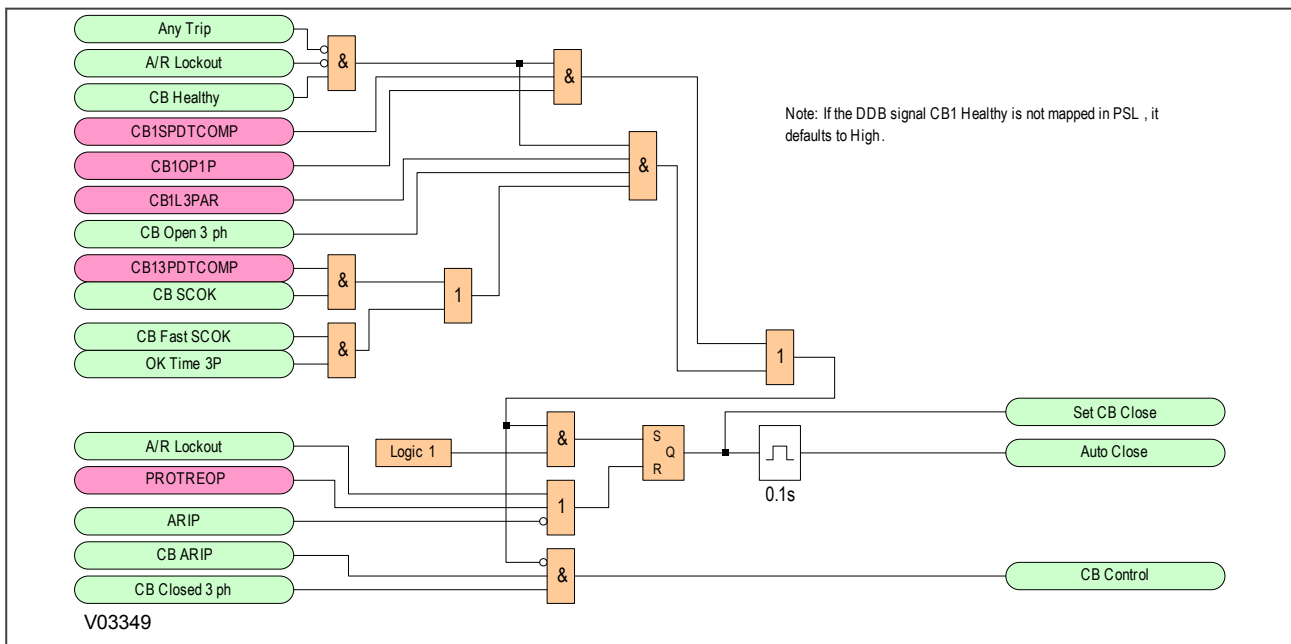 Any Trip
A/R Lockout
CB Healthy
CB1SPDTCOMP
CB1OP1P
CB1L3PAR
CB Open 3 ph
CB13PDTCOMP
CB SCOK
CB Fast SCOK
OK Time 3P
&
&
&
&
&
1
1
Note: If the DDB signal CB1 Healthy is not mapped in PSL , it
defaults to High.
A/R Lockout
PROTREOP
ARIP
CB ARIP
CB Closed 3 ph
Logic 1
&
1
&
S
Q
R
0.1s
Set CB Close
Auto Close
CB Control
V03349